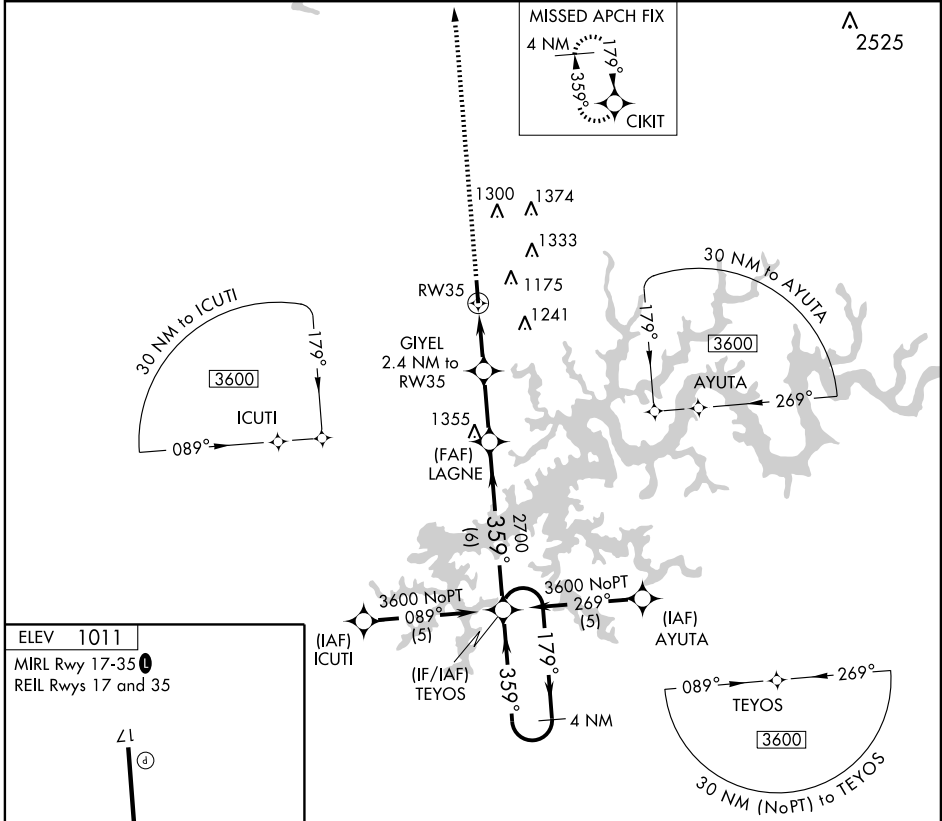 MISSED APCH FIX
4 NM
179°
359°
CIKIT
2525
1300
1374
1333
1175
1241
RW35
GIYEL
2.4 NM to
RW35
1355
(FAF)
LAGNE
30 NM to ICUTI
179°
3600
ICUTI
089°
30 NM to AYUTA
179°
3600
AYUTA
269°
2700
359°
(6)
3600 NoPT
089°
(5)
3600 NoPT
269°
(5)
(IAF)
ICUTI
(IAF)
AYUTA
(IF/IAF)
TEYOS
359°
179°
4 NM
089°
269°
TEYOS
3600
30 NM (NoPT) to TEYOS
ELEV 1011
MIRL Rwy 17-35 L
REIL Rwys 17 and 35
17
P